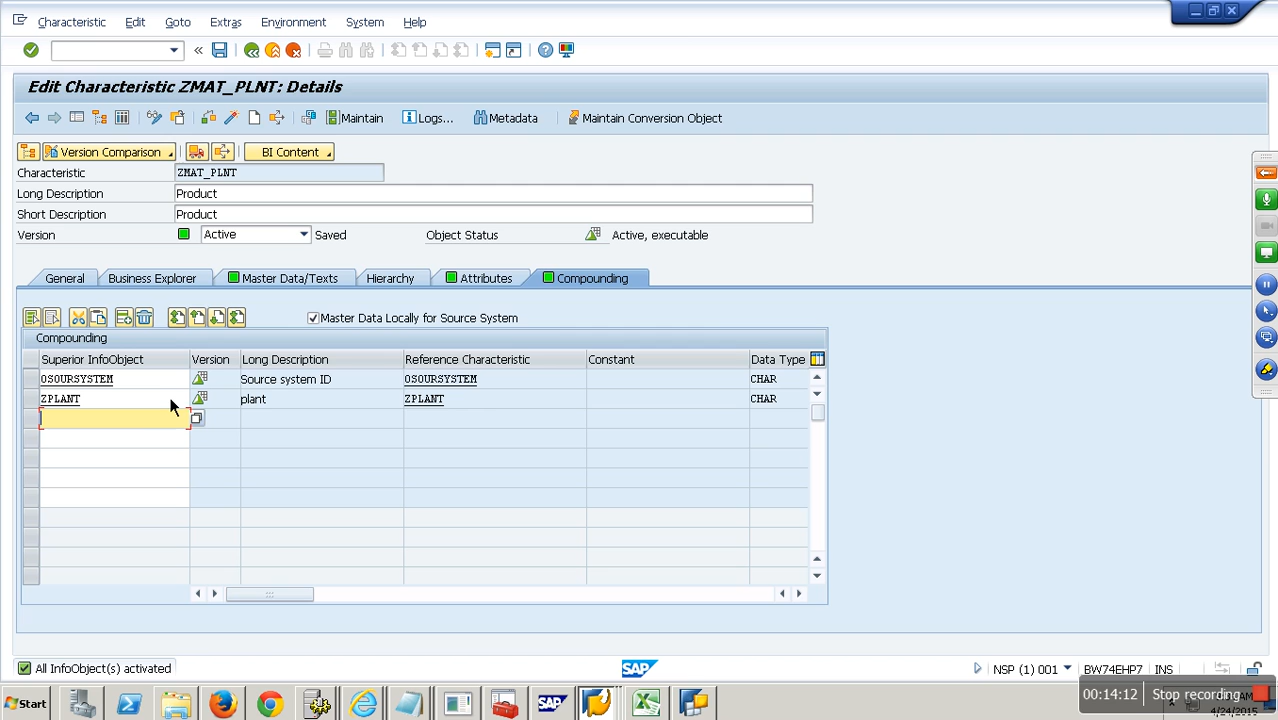 Characteristic Edit Goto Extras Environment System Help
Edit Characteristic ZMAT_PLNT: Details
Maintain Logs... Metadata Maintain Conversion Object
Version Comparison BI Content
Characteristic ZMAT_PLNT
Long Description Product
Short Description Product
Version Active Saved Object Status Active, executable
General Business Explorer Master Data/Texts Hierarchy Attributes Compounding
Master Data Locally for Source System
Compounding
Superior InfoObject Version Long Description Reference Characteristic Constant Data Type
0SOURSYSTEM Source system ID 0SOURSYSTEM CHAR
ZPLANT plant ZPLANT CHAR
All InfoObject(s) activated SAP NSP (1) 001 BW74EHP7 INS
Start SAP 00:14:12 Stop recording AM
4/24/2015